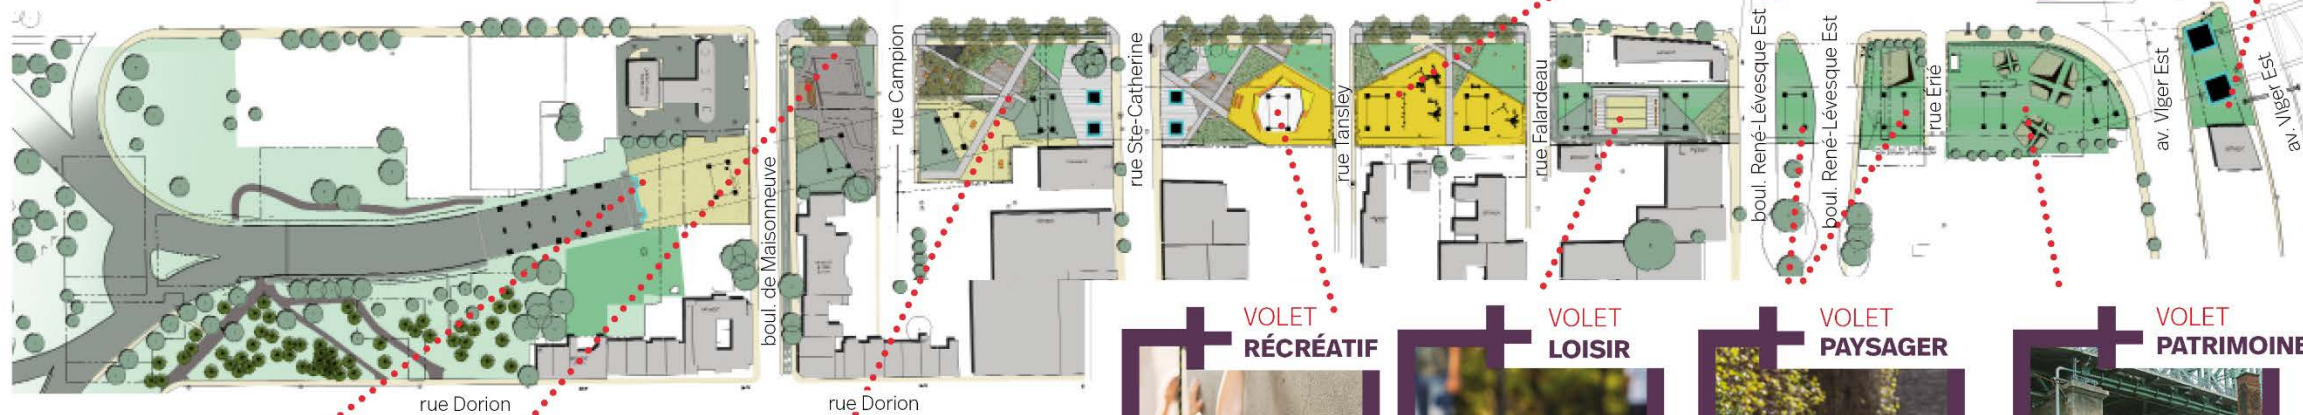 boul. de Maisonneuve
rue Campion
rue Ste-Catherine
rue Tansley
rue Falardeau
boul. René-Lévesque Est
boul. René-Lévesque Est
rue Érié
av. Viger Est
av. Viger Est
VOLET
RÉCRÉATIF
VOLET
LOISIR
VOLET
PAYSAGER
VOLET
PATRIMOINE
rue Dorion
rue Dorion